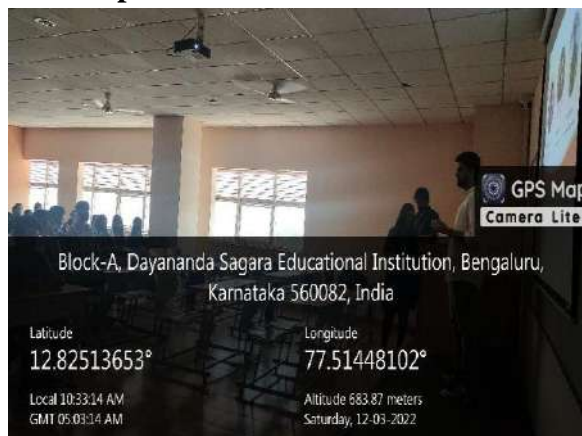 GPS Map
Camera Lite
Block-A, Dayananda Sagara Educational Institution, Bengaluru,
Karnataka 560082, India
Latitude
12.82513653°
Longitude
77.51448102°
Local 10:33:14 AM
GMT 05:03:14 AM
Altitude 683.87 meters
Saturday, 12-03-2022